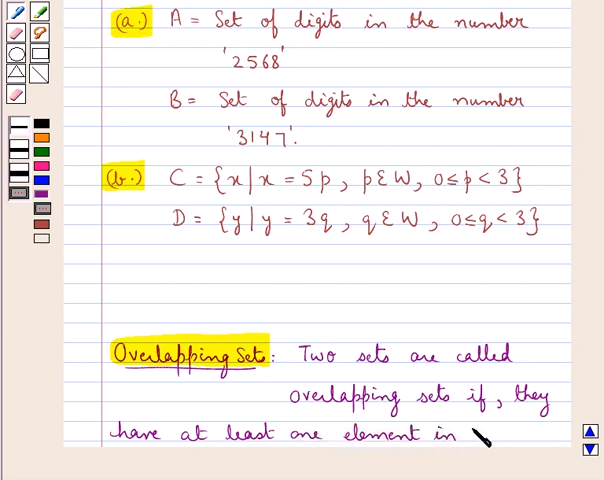 (a.) A = Set of digits in the number
'2568'
B = Set of digits in the number
'3147'.
(b.) C = {x | x = 5p, p ℇ W, 0 ≤ p < 3}
D = {y | y = 3q, q ℇ W, 0 ≤ q < 3}
Overlapping Sets: Two sets are called
overlapping sets if, they
have at least one element in